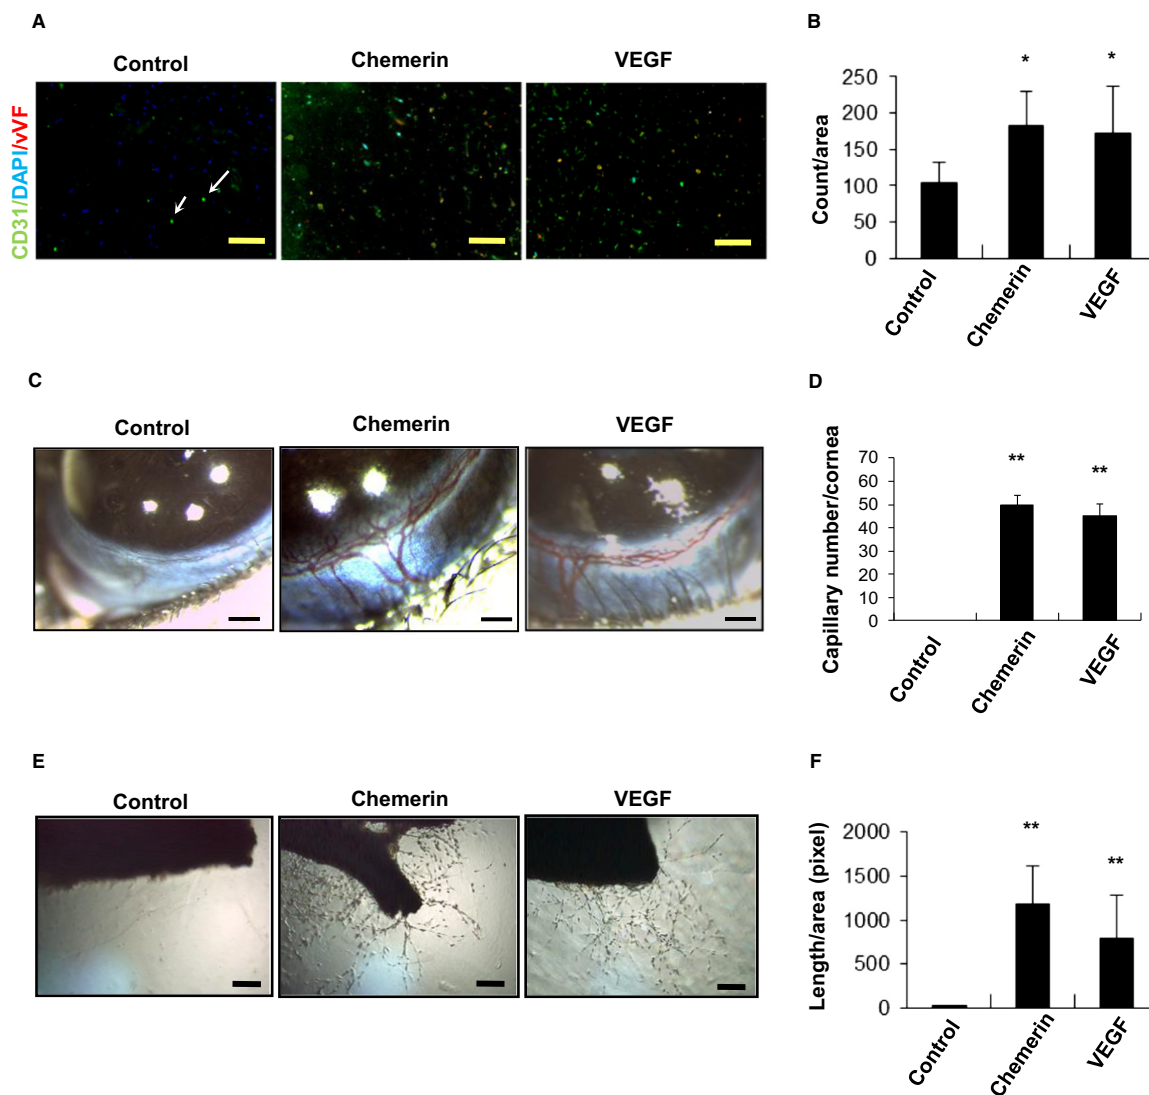 A
Control
Chemerin
VEGF
CD31/DAPI/vVF
B
* *
Count/area
250
200
150
100
50
0
Control
Chemerin
VEGF
C
Control
Chemerin
VEGF
D
** **
Capillary number/cornea
70
60
50
40
30
20
10
0
Control
Chemerin
VEGF
E
Control
Chemerin
VEGF
F
** **
Length/area (pixel)
2000
1500
1000
500
0
Control
Chemerin
VEGF